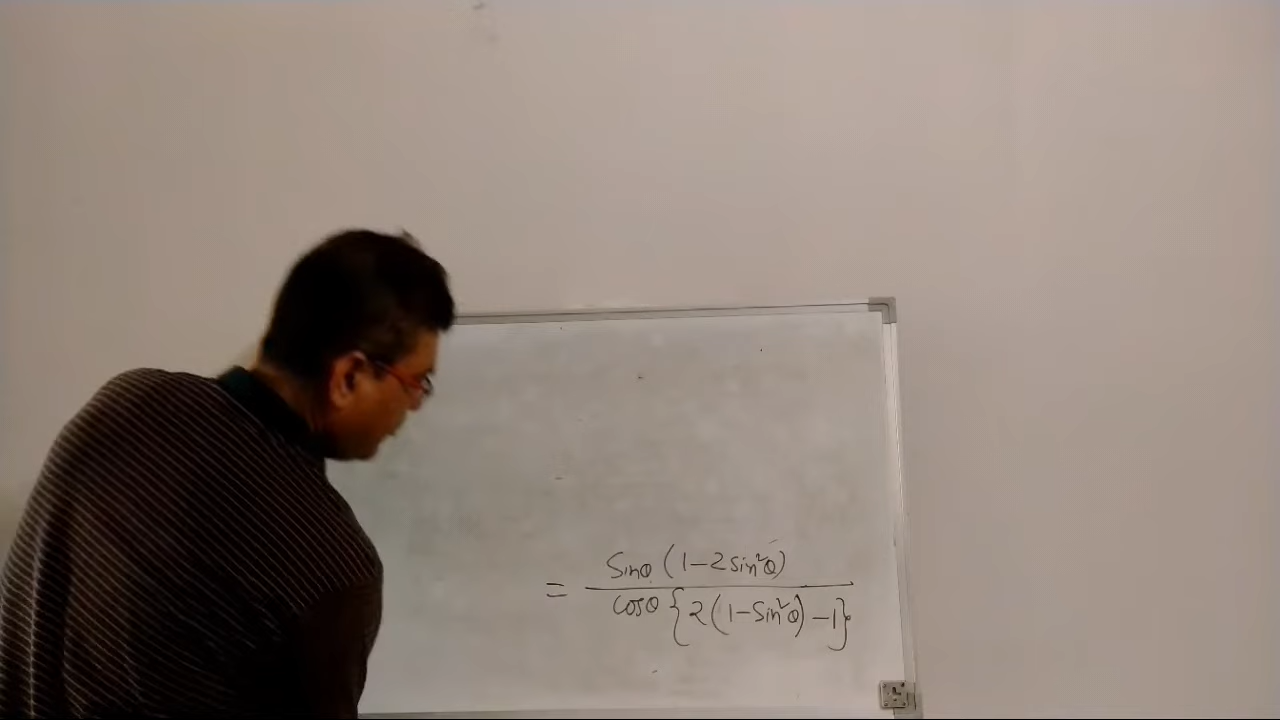 = Sinθ (1-2sin²θ)
cosθ {2(1-Sin²θ)-1}